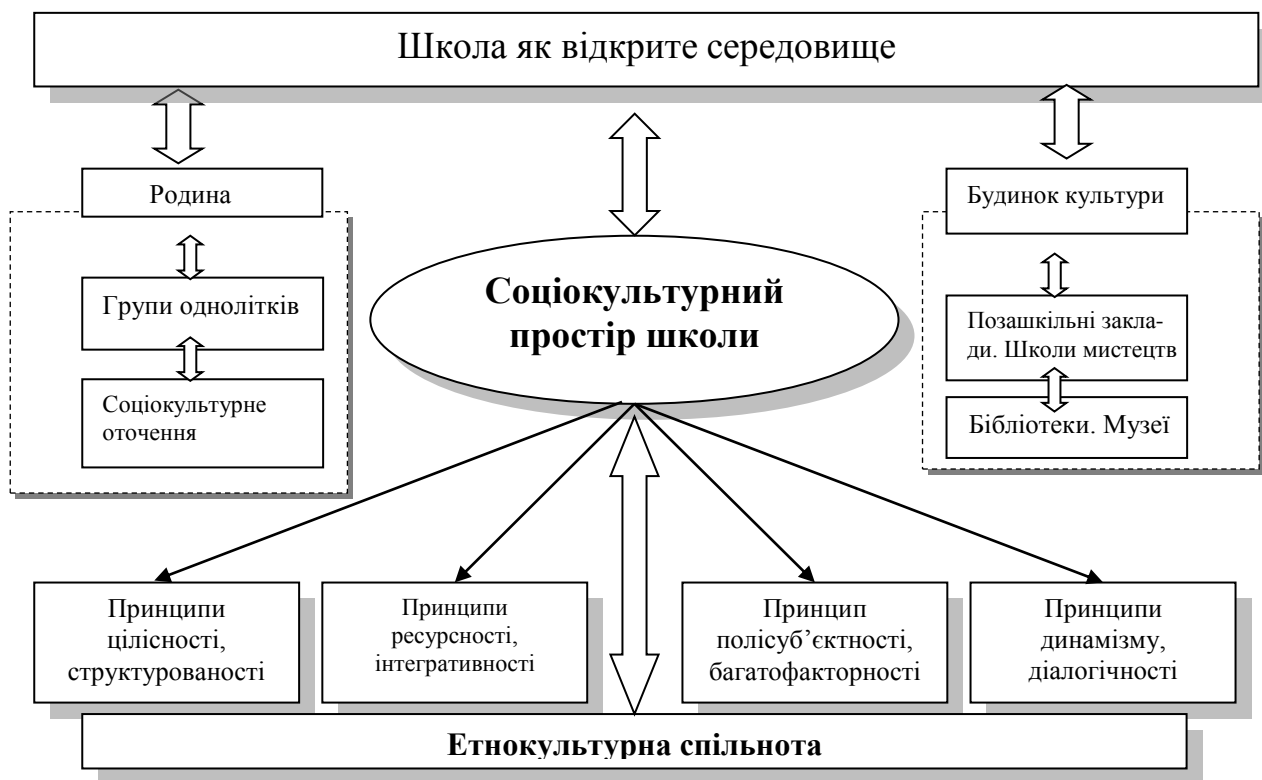 Школа як відкрите середовище
Родина
Групи однолітків
Соціокультурне
оточення
Соціокультурний
простір школи
Будинок культури
Позашкільні закла-
ди. Школи мистецтв
Бібліотеки. Музеї
Принципи
цілісності,
структурованості
Принципи
ресурсності,
інтегративності
Принцип
полісуб’єктності,
багатофакторності
Принципи
динамізму,
діалогічності
Етнокультурна спільнота